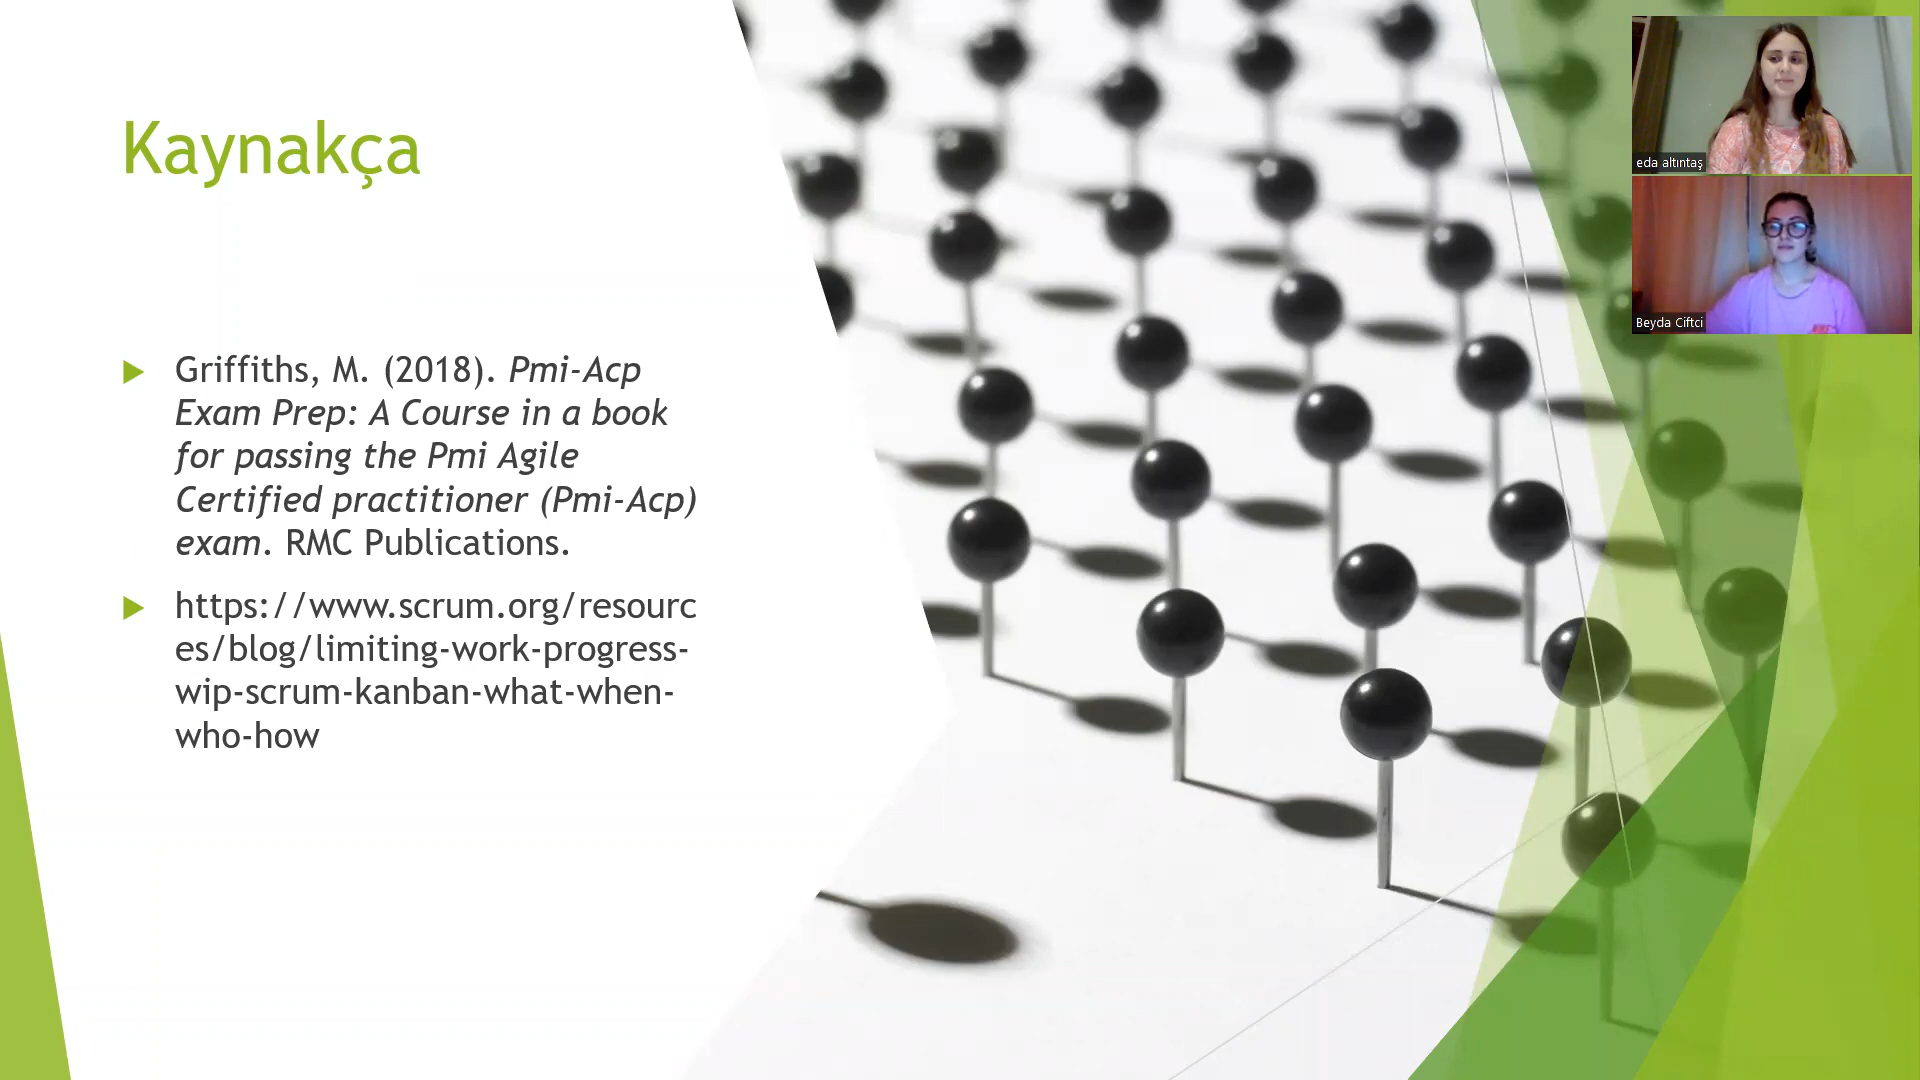 Kaynakça
Griffiths, M. (2018). Pmi-Acp
Exam Prep: A Course in a book
for passing the Pmi Agile
Certified practitioner (Pmi-Acp)
exam. RMC Publications.
https://www.scrum.org/resourc
es/blog/limiting-work-progress-
wip-scrum-kanban-what-when-
who-how
eda altıntaş
Beyda Ciftci